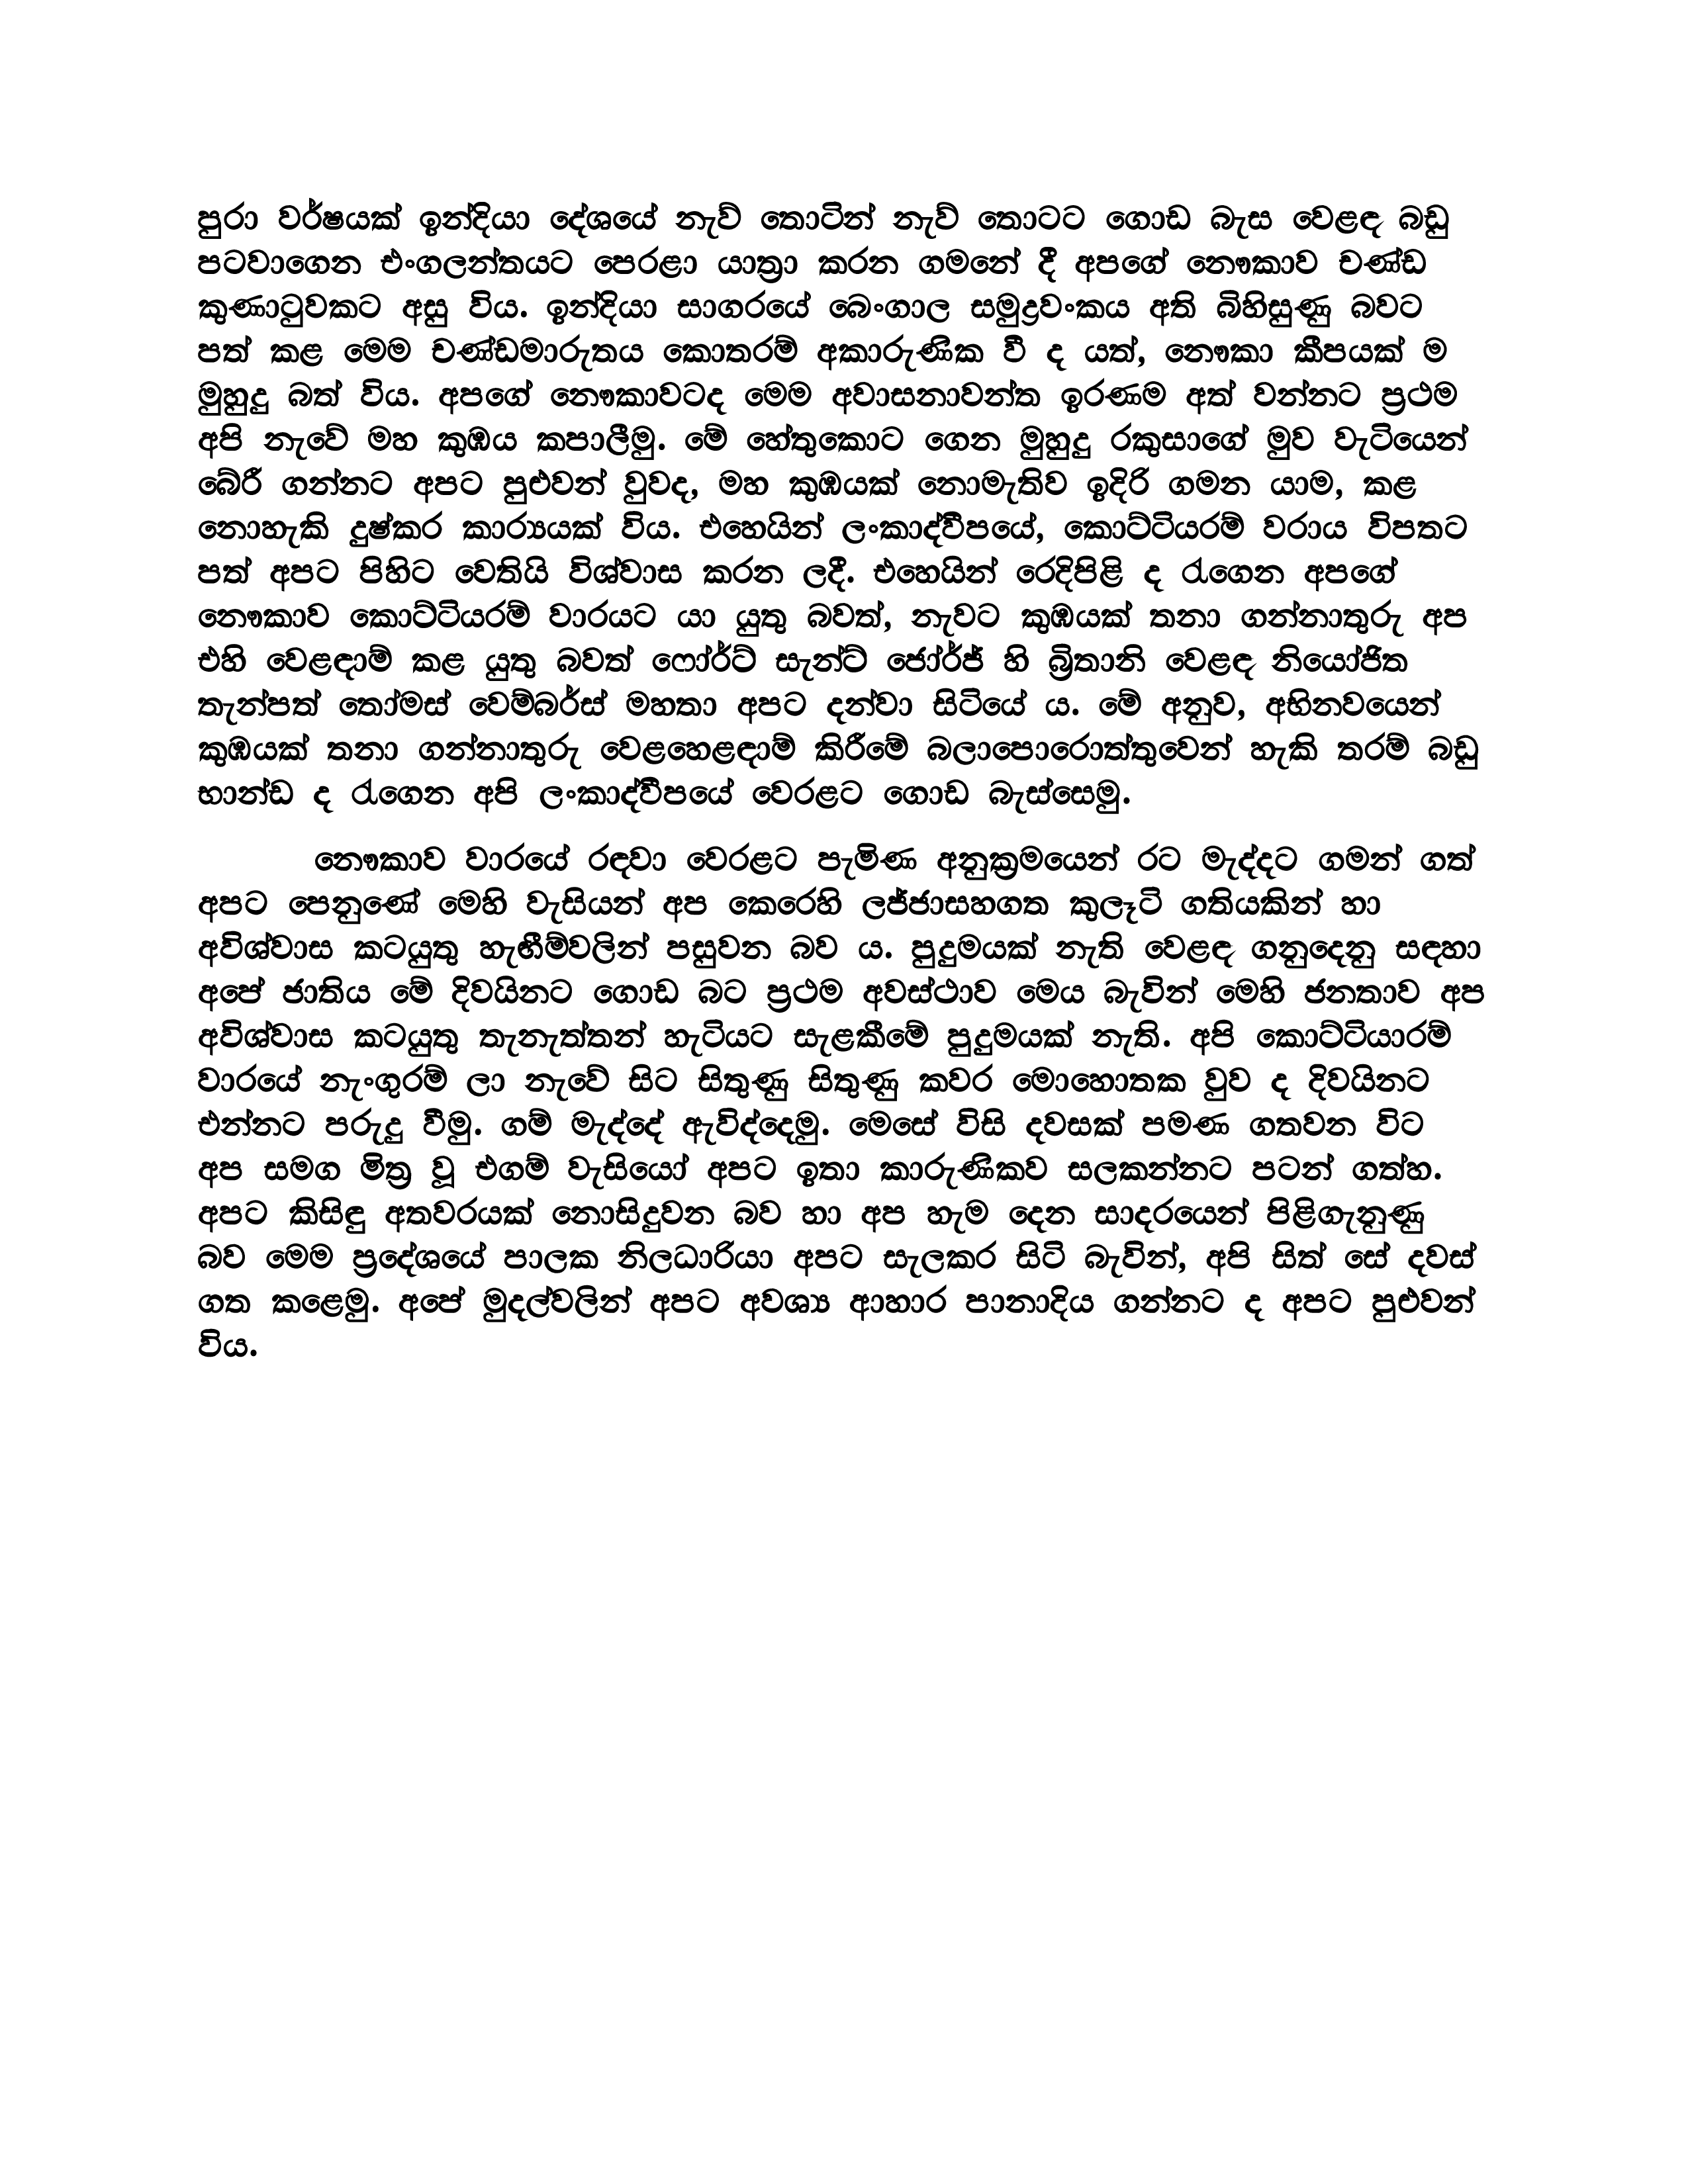 පුරා වර්ෂයක් ඉන්දියා දේශයේ නැව් තොටින් නැව් තොටට ගොඩ බැස වෙළඳ බඩු
පටවාගෙන එංගලන්තයට පෙරළා යාත්‍රා කරන ගමනේ දී අපගේ නෞකාව චණ්ඩ
කුණාටුවකට අසු විය. ඉන්දියා සාගරයේ බෙංගාල සමුද්‍රවංකය අති බිහිසුණු බවට
පත් කළ මෙම චණ්ඩමාරුතය කොතරම් අකාරුණික වී ද යත්, නෞකා කීපයක් ම
මුහුදු බත් විය. අපගේ නෞකාවටද මෙම අවාසනාවන්ත ඉරණම අත් වන්නට ප්‍රථම
අපි නැවේ මහ කුඹය කපාලීමු. මේ හේතුකොට ගෙන මුහුදු රකුසාගේ මුව වැටියෙන්
බේරී ගන්නට අපට පුළුවන් වුවද, මහ කුඹයක් නොමැතිව ඉදිරි ගමන යාම, කළ
නොහැකි දුෂ්කර කාර්‍යයක් විය. එහෙයින් ලංකාද්වීපයේ, කොට්ටියරම් වරාය විපතට
පත් අපට පිහිට වෙතියි විශ්වාස කරන ලදී. එහෙයින් රෙදිපිළි ද රැගෙන අපගේ
නෞකාව කොට්ටියරම් වාරයට යා යුතු බවත්, නැවට කුඹයක් තනා ගන්නාතුරු අප
එහි වෙළඳාම් කළ යුතු බවත් ෆෝර්ට් සැන්ට් ජෝර්ජ් හි බ්‍රිතානි වෙළඳ නියෝජිත
තැන්පත් තෝමස් වෙම්බර්ස් මහතා අපට දන්වා සිටියේ ය. මේ අනුව, අභිනවයෙන්
කුඹයක් තනා ගන්නාතුරු වෙළහෙළඳාම් කිරීමේ බලාපොරොත්තුවෙන් හැකි තරම් බඩු
භාන්ඩ ද රැගෙන අපි ලංකාද්වීපයේ වෙරළට ගොඩ බැස්සෙමු.
නෞකාව වාරයේ රඳවා වෙරළට පැමිණ අනුක්‍රමයෙන් රට මැද්දට ගමන් ගත්
අපට පෙනුණේ මෙහි වැසියන් අප කෙරෙහි ලජ්ජාසහගත කුලෑටි ගතියකින් හා
අවිශ්වාස කටයුතු හැඟීම්වලින් පසුවන බව ය. පුදුමයක් නැති වෙළඳ ගනුදෙනු සඳහා
අපේ ජාතිය මේ දිවයිනට ගොඩ බට ප්‍රථම අවස්ථාව මෙය බැවින් මෙහි ජනතාව අප
අවිශ්වාස කටයුතු තැනැත්තන් හැටියට සැළකීමේ පුදුමයක් නැති. අපි කොට්ටියාරම්
වාරයේ නැංගුරම් ලා නැවේ සිට සිතුණු සිතුණු කවර මොහොතක වුව ද දිවයිනට
එන්නට පරුදු වීමු. ගම් මැද්දේ ඇවිද්දෙමු. මෙසේ විසි දවසක් පමණ ගතවන විට
අප සමග මිත්‍ර වූ එගම් වැසියෝ අපට ඉතා කාරුණිකව සලකන්නට පටන් ගත්හ.
අපට කිසිඳු අතවරයක් නොසිදුවන බව හා අප හැම දෙන සාදරයෙන් පිළිගැනුණු
බව මෙම ප්‍රදේශයේ පාලක නිලධාරියා අපට සැලකර සිටි බැවින්, අපි සිත් සේ දවස්
ගත කළෙමු. අපේ මුදල්වලින් අපට අවශ්‍ය ආහාර පානාදිය ගන්නට ද අපට පුළුවන්
විය.